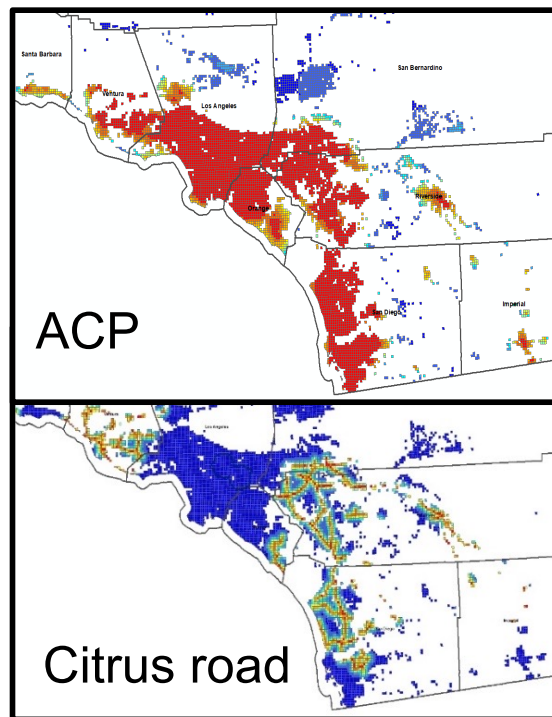 Santa Barbara
San Bernardino
Ventura
Los Angeles
Riverside
Orange
San Diego
Imperial
ACP
Los Angeles
Citrus road